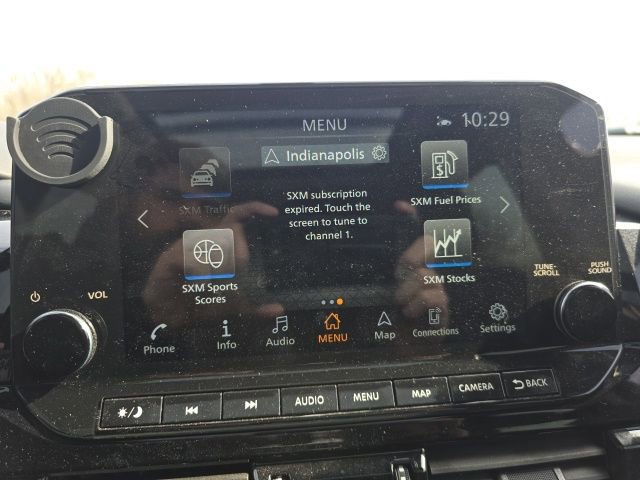 MENU
10:29
Indianapolis
SXM Traffic
SXM subscription
expired. Touch the
screen to tune to
channel 1.
SXM Fuel Prices
SXM Sports
Scores
SXM Stocks
Phone
Info
Audio
MENU
Map
Connections
Settings
VOL
TUNE-
SCROLL
PUSH
SOUND
AUDIO
MENU
MAP
CAMERA
BACK